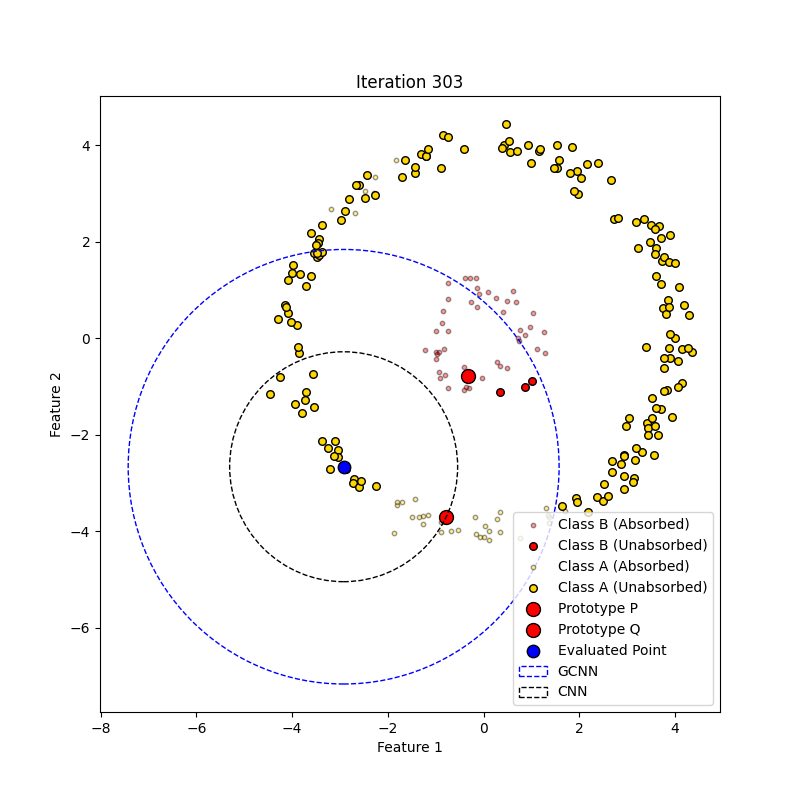 Iteration 303
Feature 2
4
2
0
−2
−4
−6
−8
−6
−4
−2
0
2
4
Feature 1
Class B (Absorbed)
Class B (Unabsorbed)
Class A (Absorbed)
Class A (Unabsorbed)
Prototype P
Prototype Q
Evaluated Point
GCNN
CNN